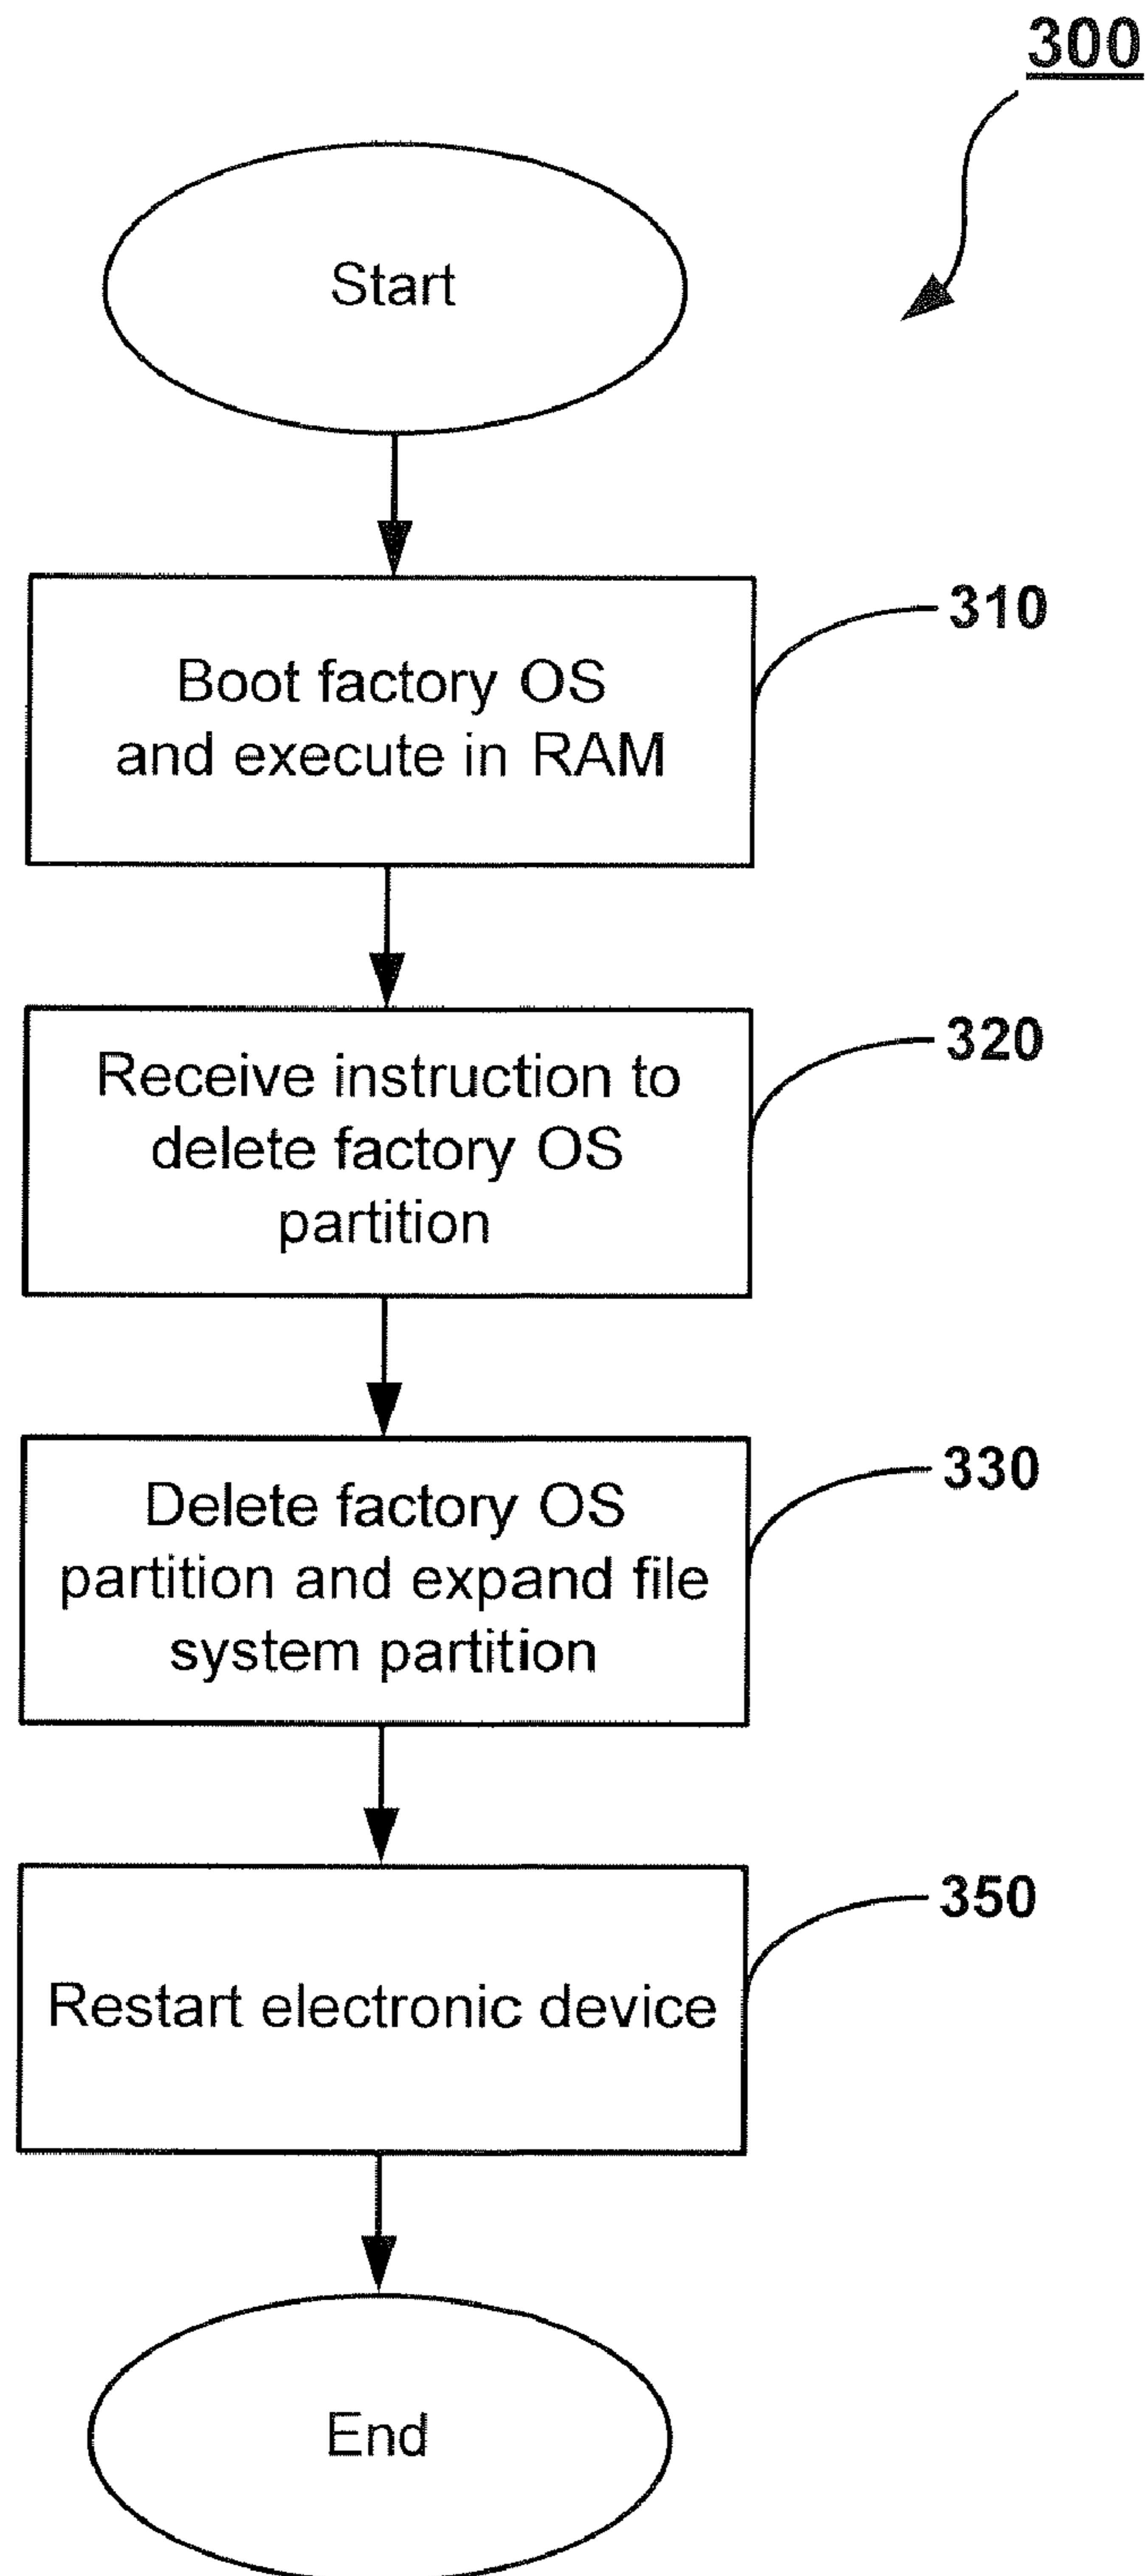 300
Start
Boot factory OS
and execute in RAM
310
Receive instruction to
delete factory OS
partition
320
Delete factory OS
partition and expand file
system partition
330
Restart electronic device
350
End